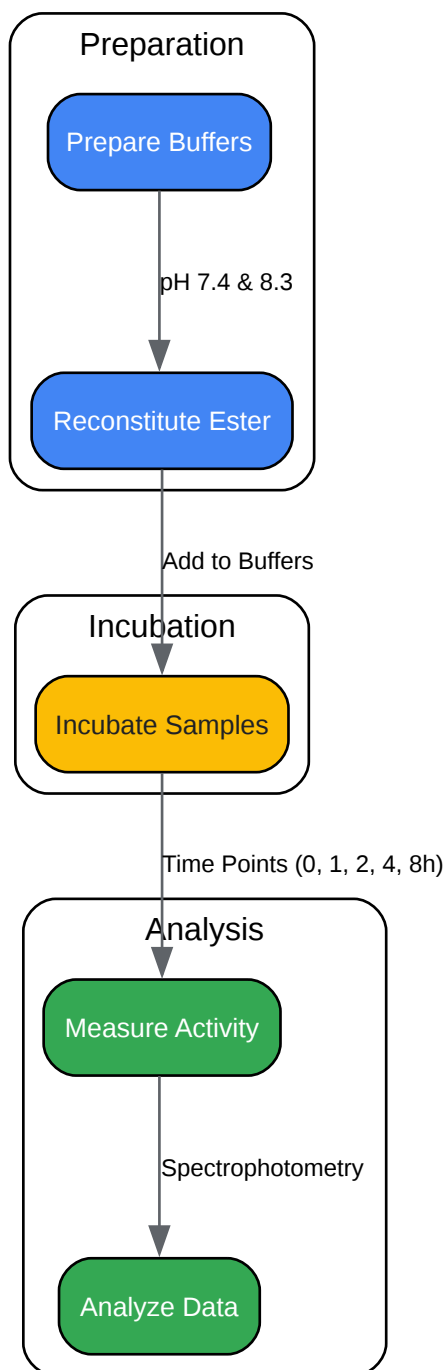 Preparation
Prepare Buffers
pH 7.4 & 8.3
Reconstitute Ester
Add to Buffers
Incubation
Incubate Samples
Time Points (0, 1, 2, 4, 8h)
Analysis
Measure Activity
Spectrophotometry
Analyze Data